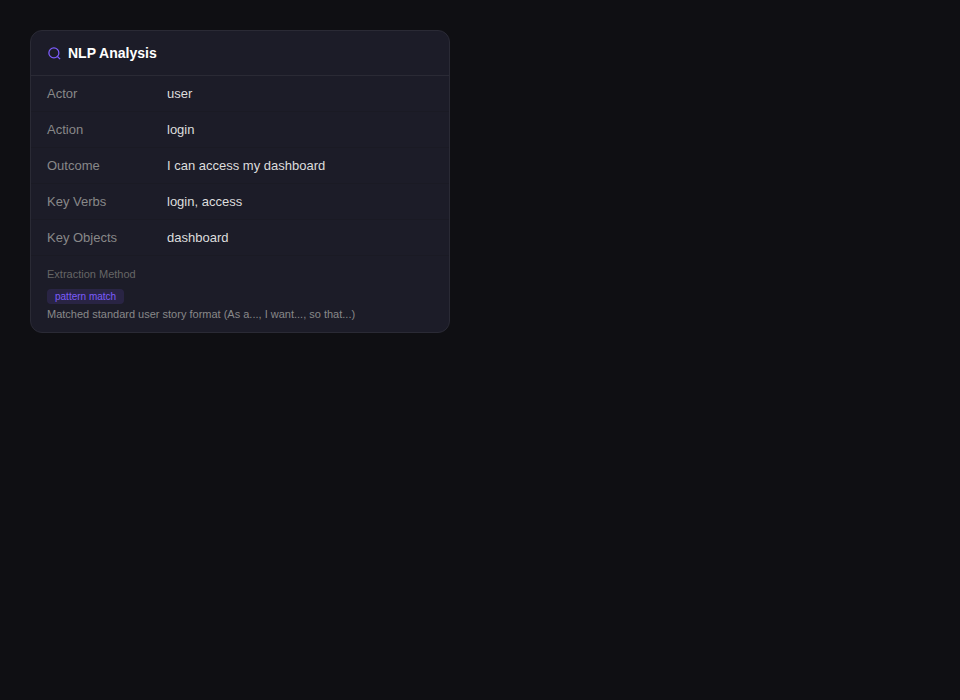 NLP Analysis
Actor user
Action login
Outcome I can access my dashboard
Key Verbs login, access
Key Objects dashboard
Extraction Method
pattern match
Matched standard user story format (As a..., I want..., so that...)